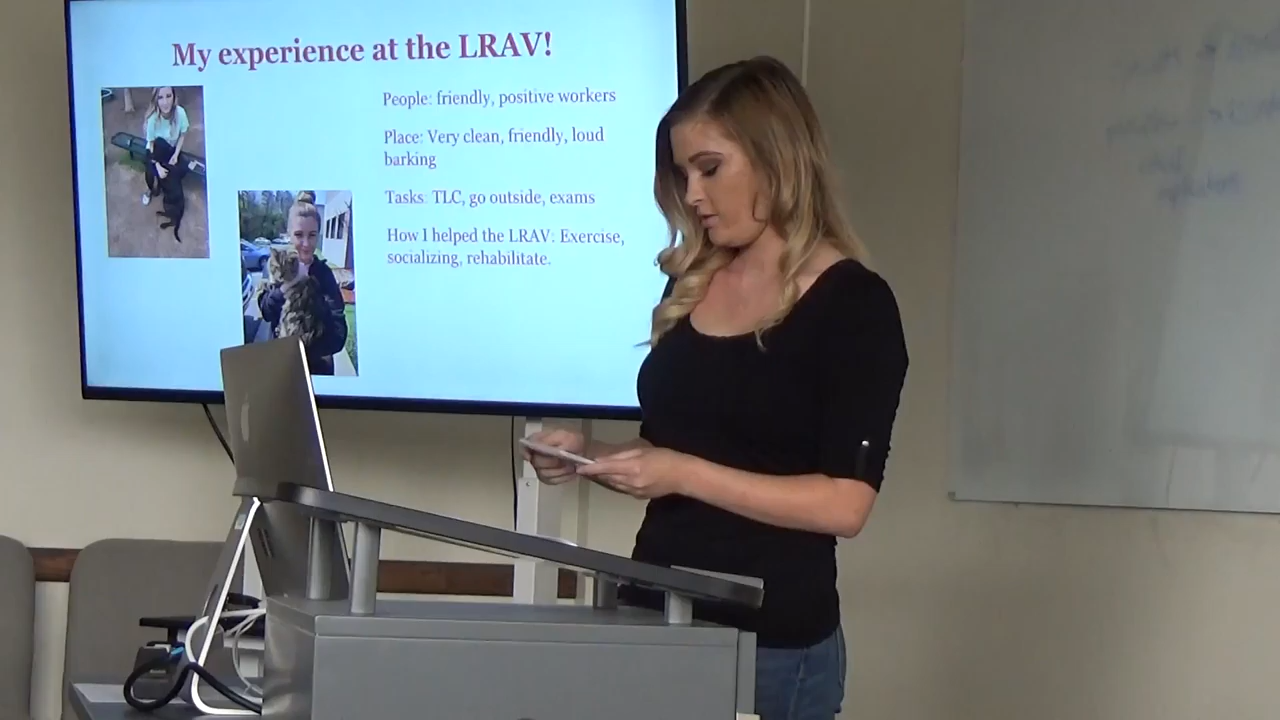 My experience at the LRAV!
People: friendly, positive workers
Place: Very clean, friendly, loud
barking
Tasks: TLC, go outside, exams
How I helped the LRAV: Exercise,
socializing, rehabilitate.